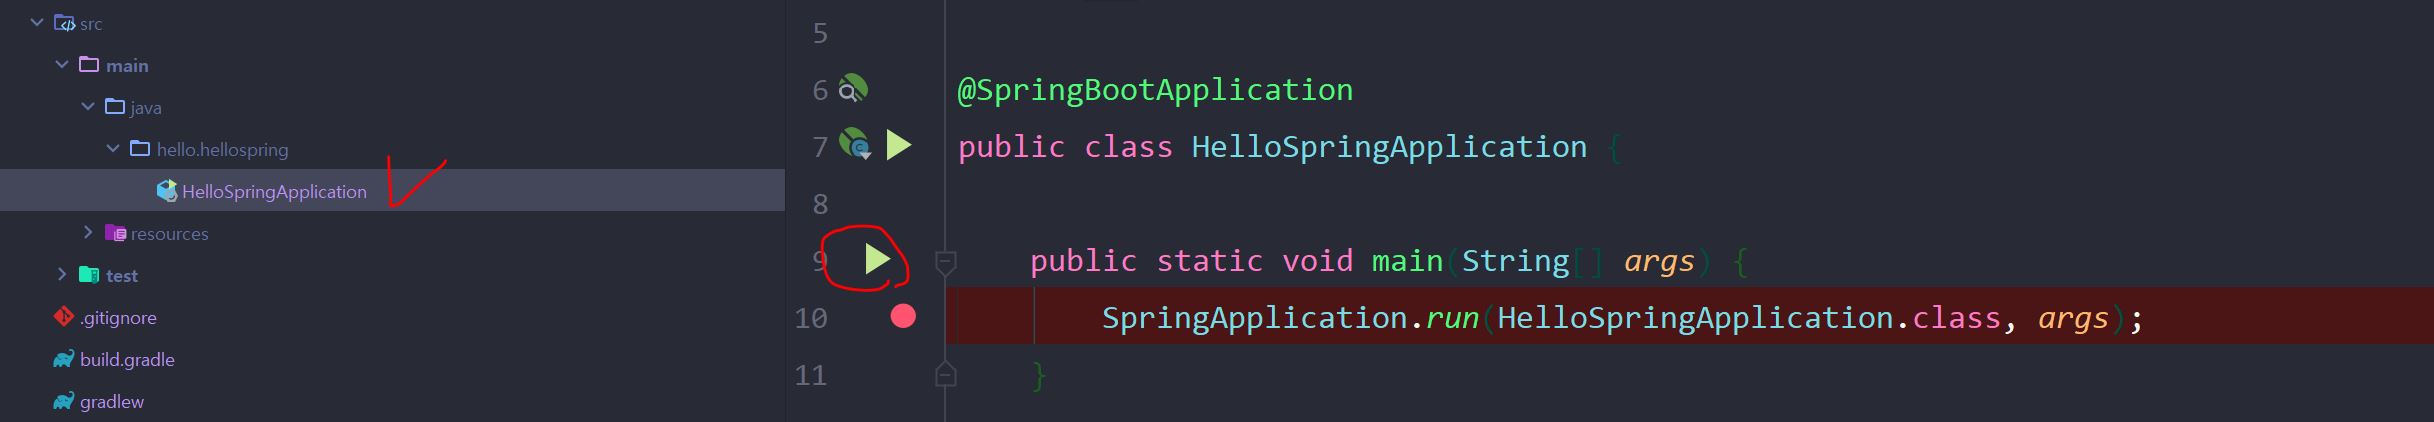 src
main
java
hello.hellospring
HelloSpringApplication
resources
test
.gitignore
build.gradle
gradlew
5
6 @SpringBootApplication
7 public class HelloSpringApplication {
8
9 public static void main(String[] args) {
10 SpringApplication.run(HelloSpringApplication.class, args);
11 }